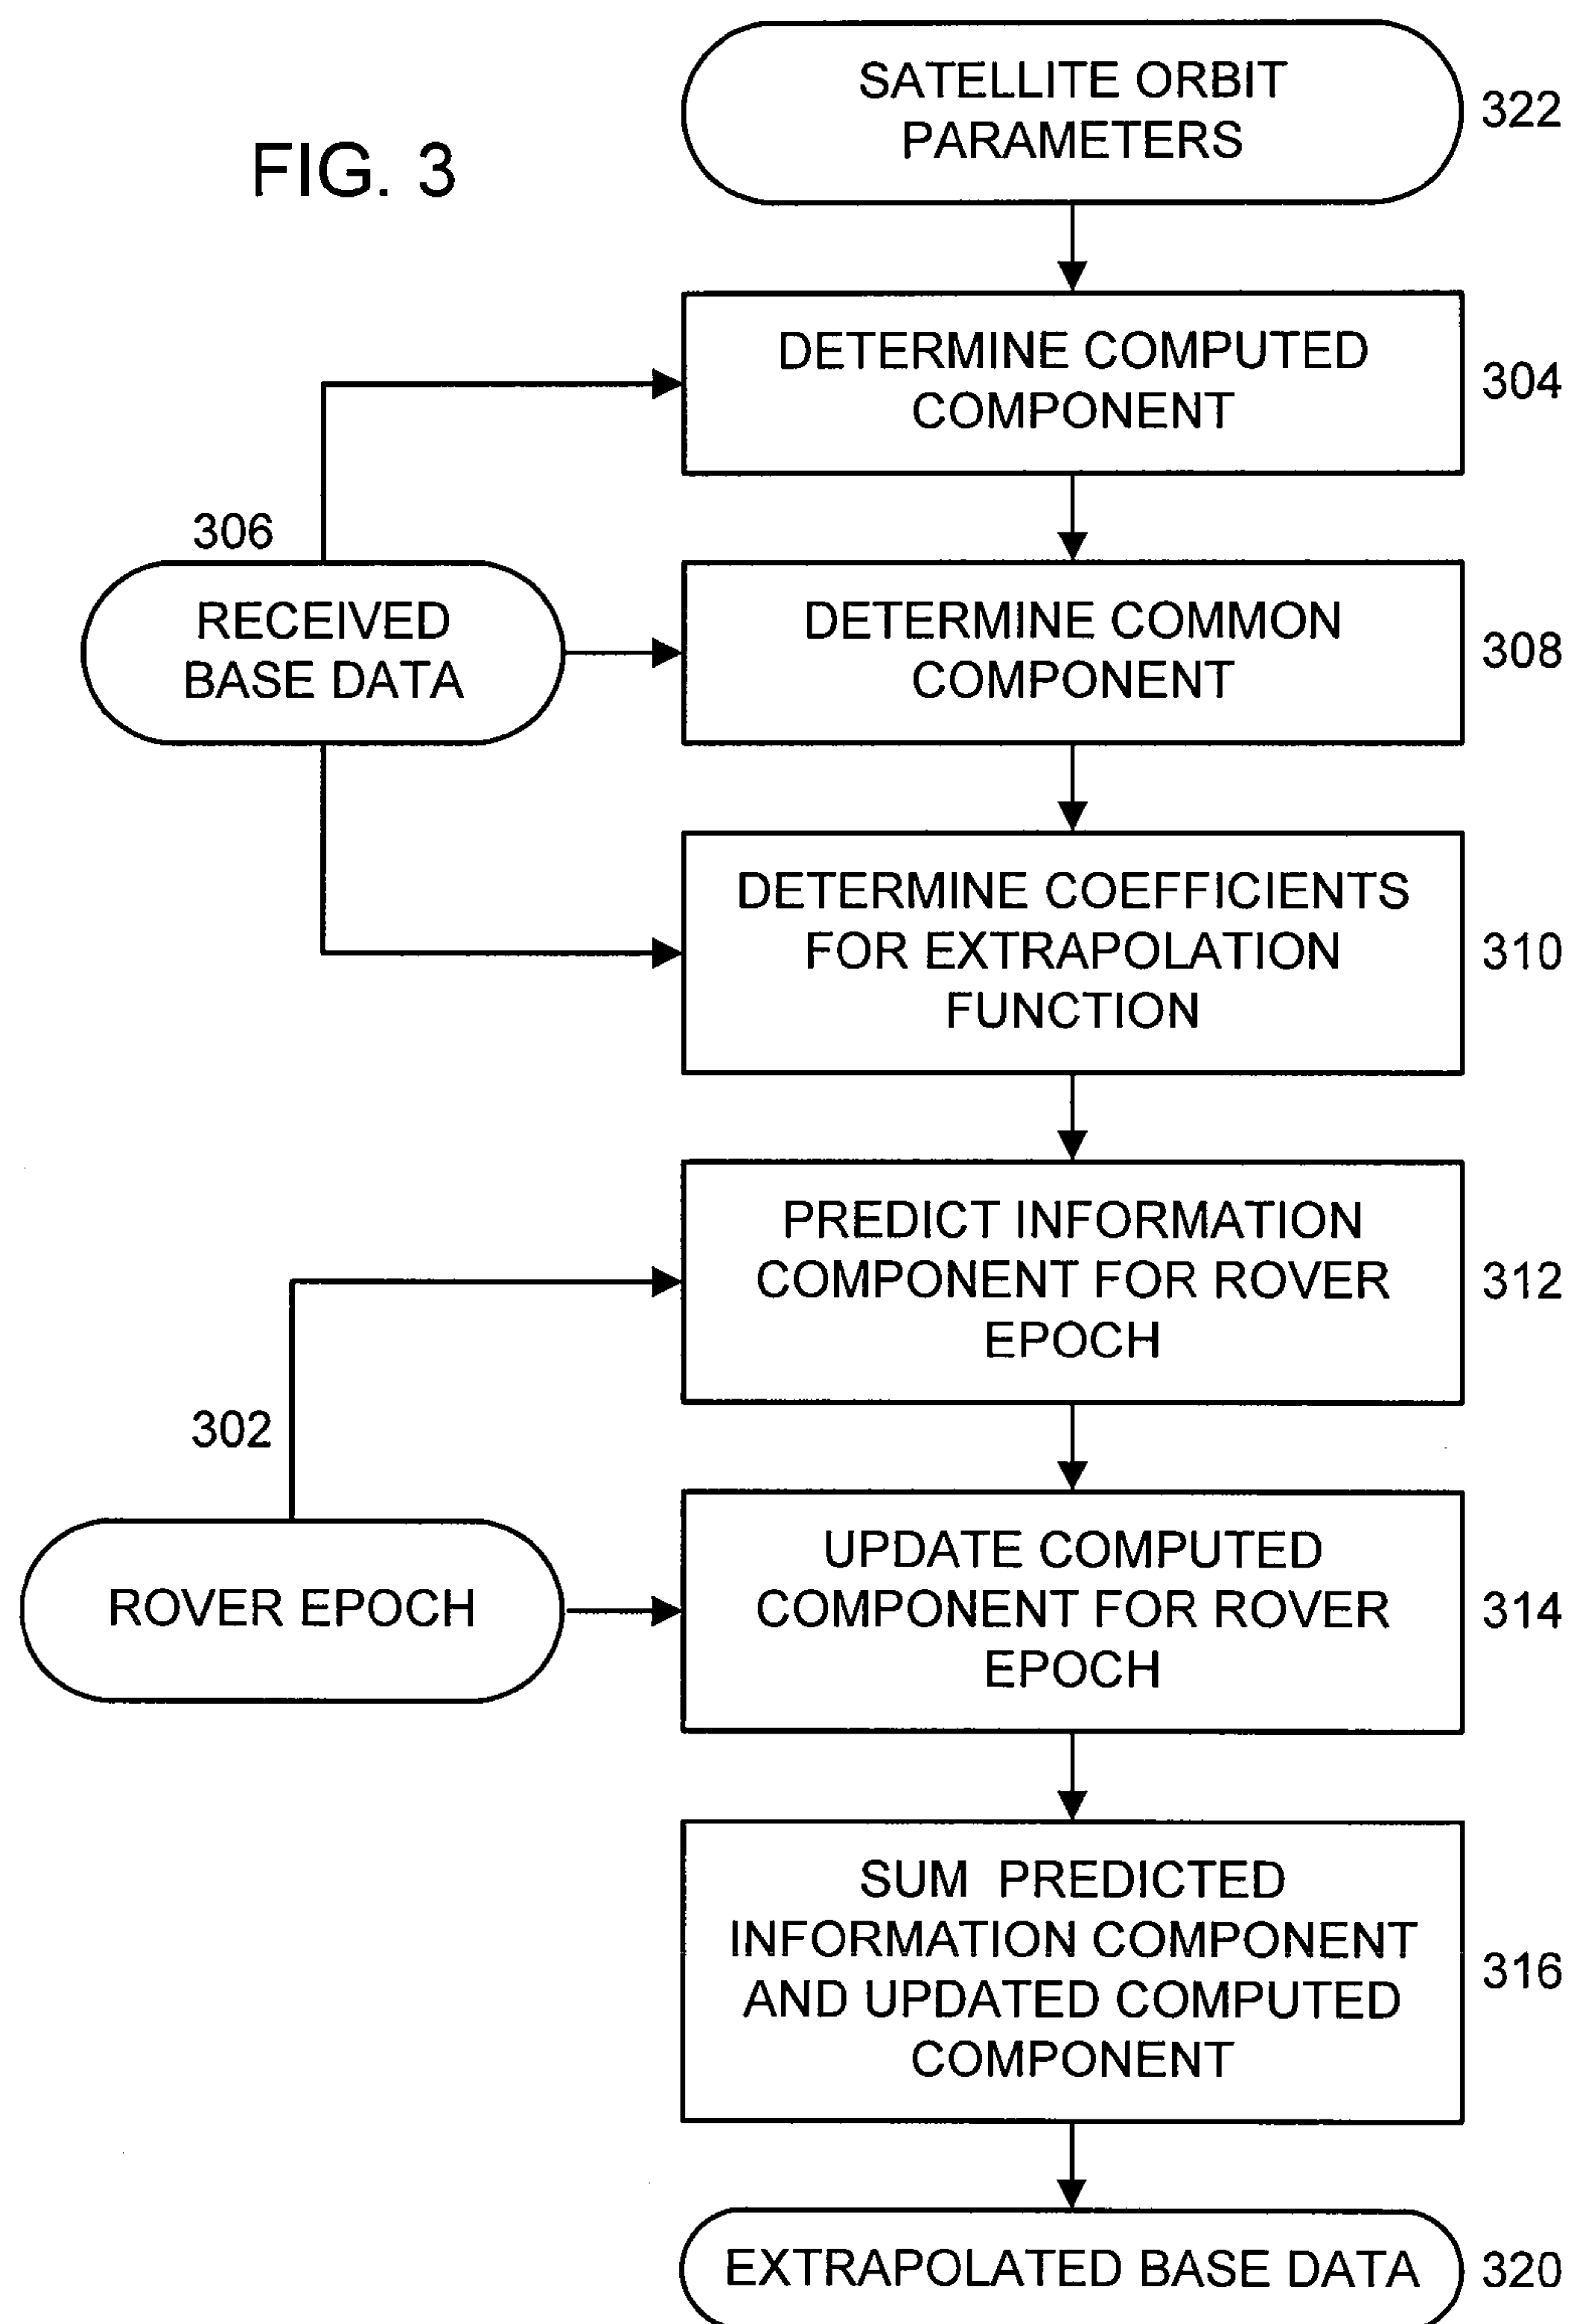 SATELLITE ORBIT
PARAMETERS
322
FIG. 3
DETERMINE COMPUTED
COMPONENT
304
306
RECEIVED
BASE DATA
DETERMINE COMMON
COMPONENT
308
DETERMINE COEFFICIENTS
FOR EXTRAPOLATION
FUNCTION
310
PREDICT INFORMATION
COMPONENT FOR ROVER
EPOCH
312
302
ROVER EPOCH
UPDATE COMPUTED
COMPONENT FOR ROVER
EPOCH
314
SUM PREDICTED
INFORMATION COMPONENT
AND UPDATED COMPUTED
COMPONENT
316
EXTRAPOLATED BASE DATA
320